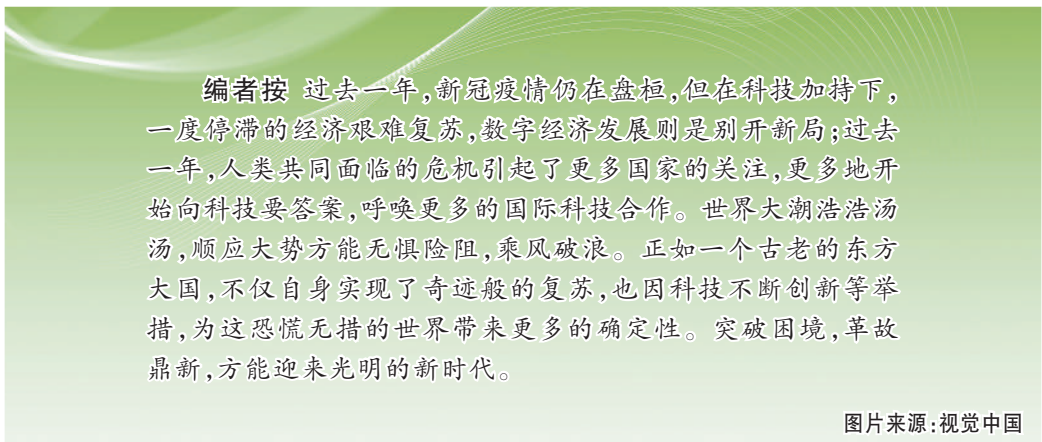 编者按 过去一年,新冠疫情仍在盘桓,但在科技加持下,
一度停滞的经济艰难复苏,数字经济发展则是别开新局;过去
一年,人类共同面临的危机引起了更多国家的关注,更多地开
始向科技要答案,呼唤更多的国际科技合作。世界大潮浩浩汤
汤,顺应大势方能无惧险阻,乘风破浪。正如一个古老的东方
大国,不仅自身实现了奇迹般的复苏,也因科技不断创新等举
措,为这恐慌无措的世界带来更多的确定性。突破困境,革故
鼎新,方能迎来光明的新时代。
图片来源:视觉中国